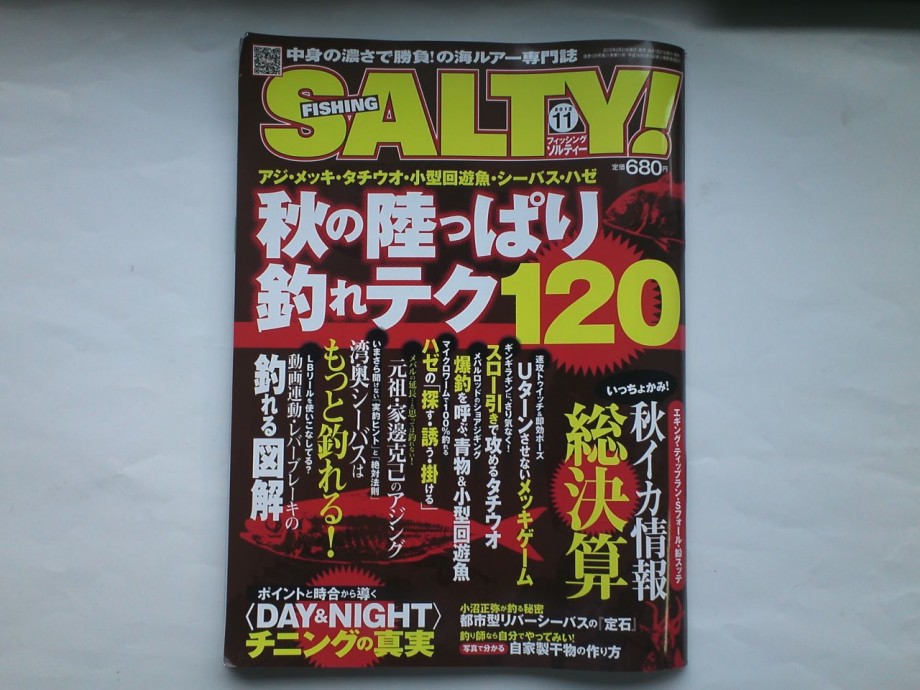 中身の濃さで勝負!の海ルアー専門誌
SALTY!
FISHING
2012
11
フィッシング
ソルティー
定価680円
アジ・メッキ・タチウオ・小型回遊魚・シーバス・ハゼ
秋の陸っぱり
釣れテク120
いっちょかみ!
秋イカ情報
総決算
エギング・ティップラン・Sフォール・鉛スッテ
速攻トゥイッチ&即効ポーズ
Uターンさせないメッキゲーム
ギンギラギンに、さり気なく!
スロー引きで攻めるタチウオ
メバルロッドでショアジギング
爆釣を呼ぶ、青物&小型回遊魚
マイクロワームで100%釣れる
ハゼの「探す・誘う・掛ける」
メバルの延長と思っては釣れない!
元祖・家邊克己のアジング
いまさら聞けない「実釣ヒント」と「絶対法則」
湾奥シーバスは
もっと釣れる!
LBリールを使いこなしてる?
動画連動・レバーブレーキの
釣れる図解
ポイントと時合から導く
〈DAY&NIGHT〉
チニングの真実
小沼正弥が釣る秘密
都市型リバーシーバスの『定石』
釣り師なら自分でやってみい!
写真で分かる 自家製干物の作り方